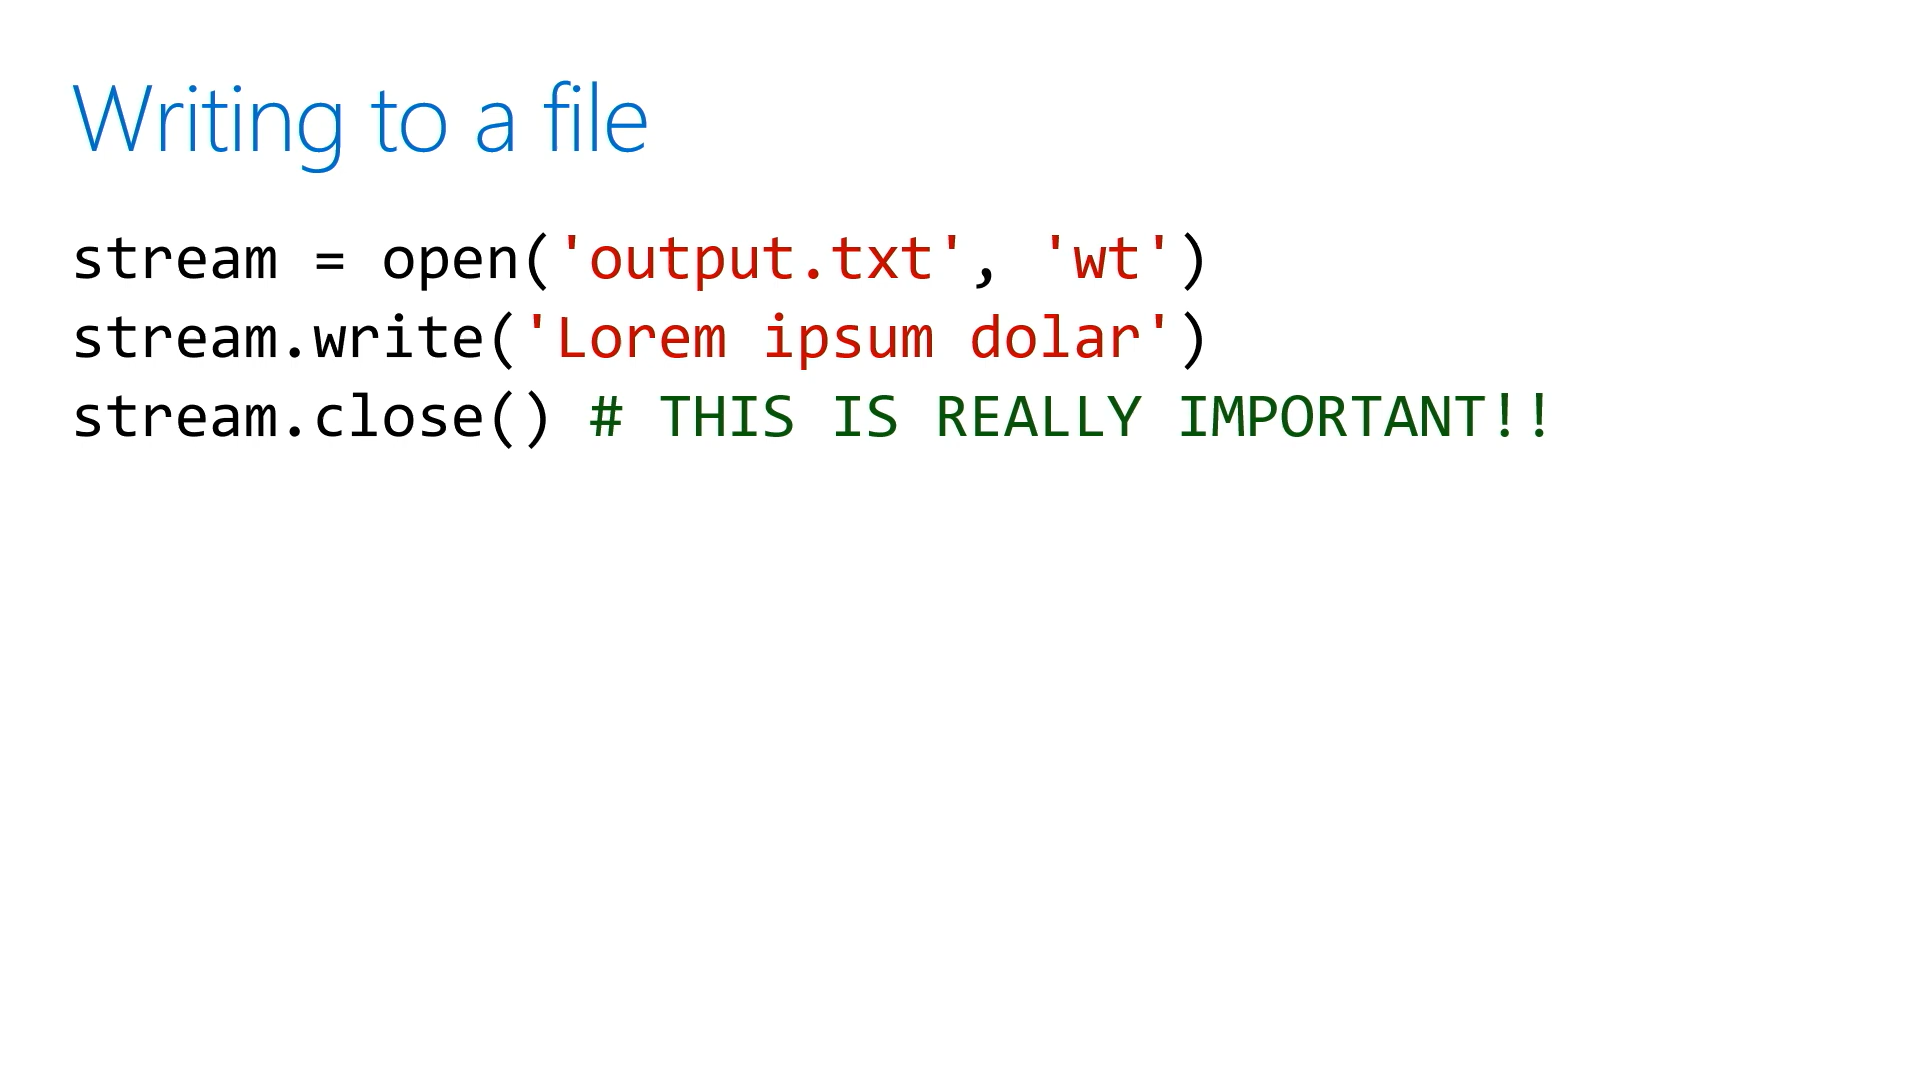 Writing to a file
stream = open('output.txt', 'wt')
stream.write('Lorem ipsum dolar')
stream.close() # THIS IS REALLY IMPORTANT!!